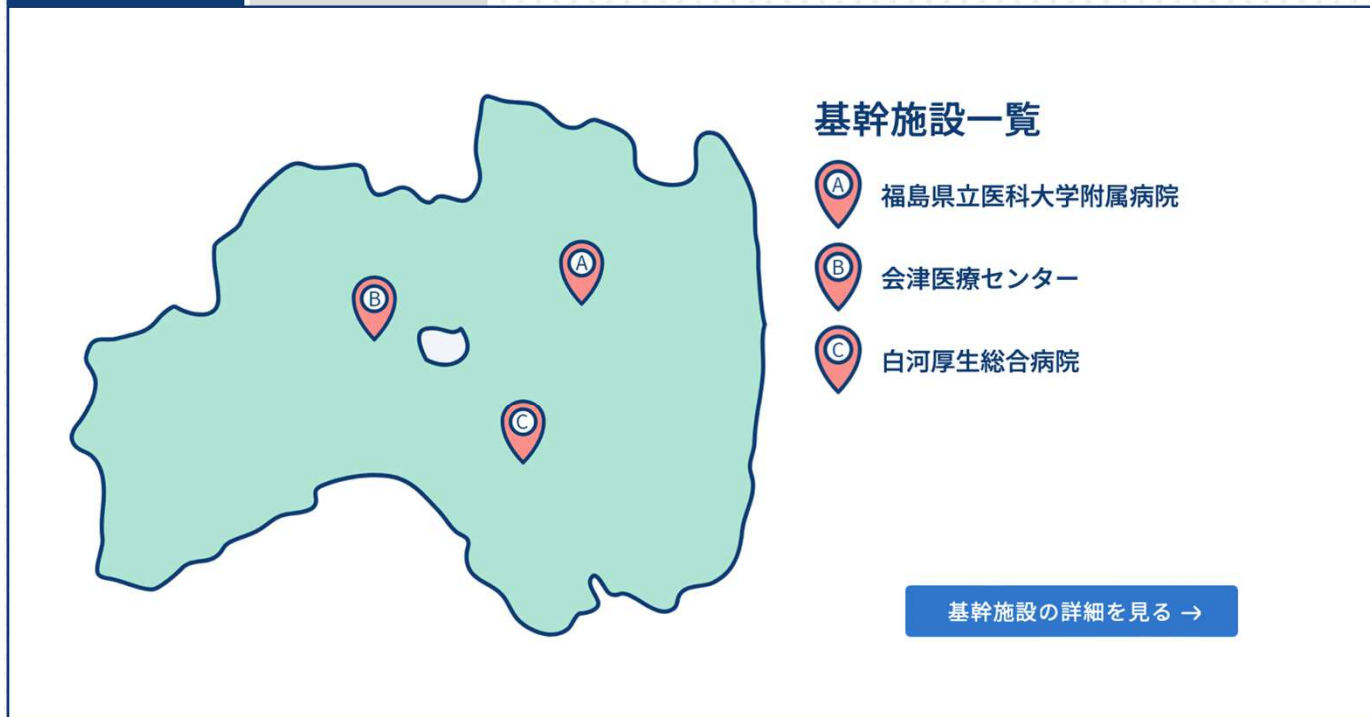 基幹施設一覧
A 福島県立医科大学附属病院
B 会津医療センター
C 白河厚生総合病院
A
B
C
基幹施設の詳細を見る →